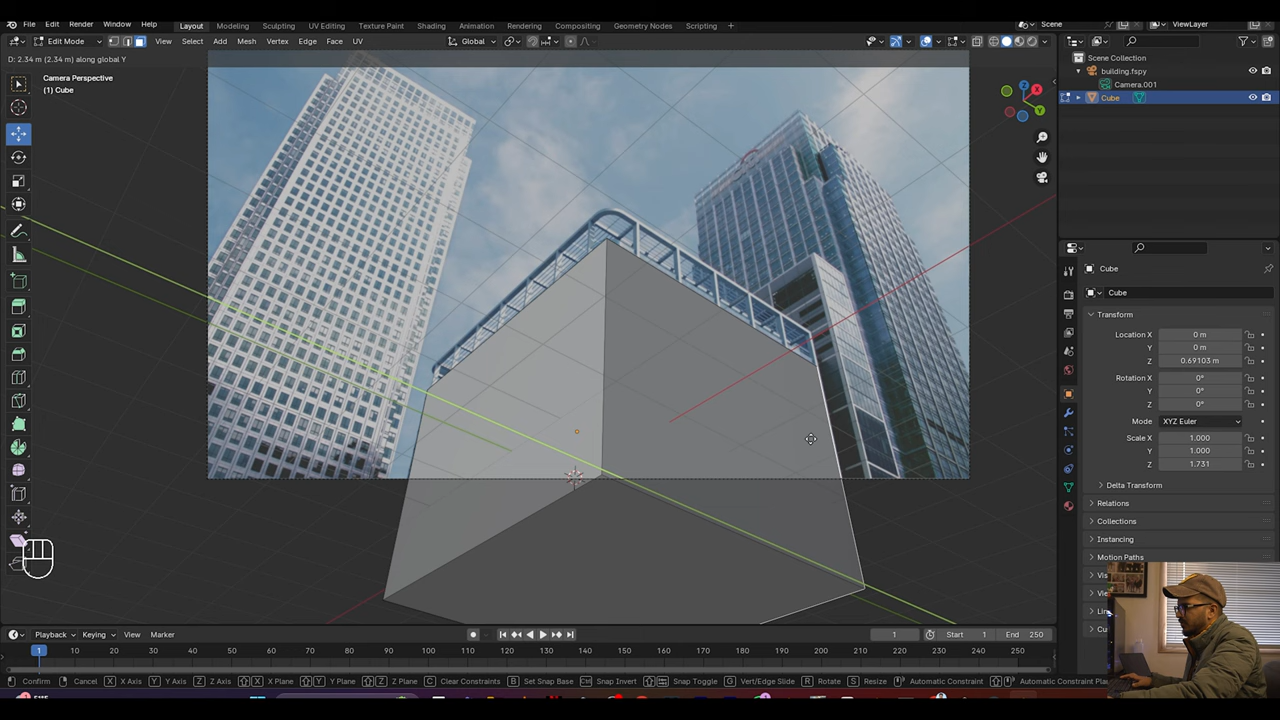 File Edit Render Window Help Layout Modeling Sculpting UV Editing Texture Paint Shading Animation Rendering Compositing Geometry Nodes Scripting + Scene ViewLayer
Edit Mode View Select Add Mesh Vertex Edge Face UV Global
D: 2.34 m (2.34 m) along global Y
Camera Perspective
(1) Cube
Scene Collection
building.fspy
Camera.001
Cube
Cube
Cube
Transform
Location X 0 m
Y 0 m
Z 0.69103 m
Rotation X 0°
Y 0°
Z 0°
Mode XYZ Euler
Scale X 1.000
Y 1.000
Z 1.731
Delta Transform
Relations
Collections
Instancing
Motion Paths
Playback Keying View Marker 1 Start 1 End 250
1 10 20 30 40 50 60 70 80 90 100 110 120 130 140 150 160 170 180 190 200 210 220 230 240 250
Confirm Cancel X X Axis Y Y Axis Z Z Axis X X Plane Y Y Plane Z Z Plane C Clear Constraints B Set Snap Base Snap Invert Snap Toggle G Vert/Edge Slide R Rotate S Resize Automatic Constraint Automatic Constraint